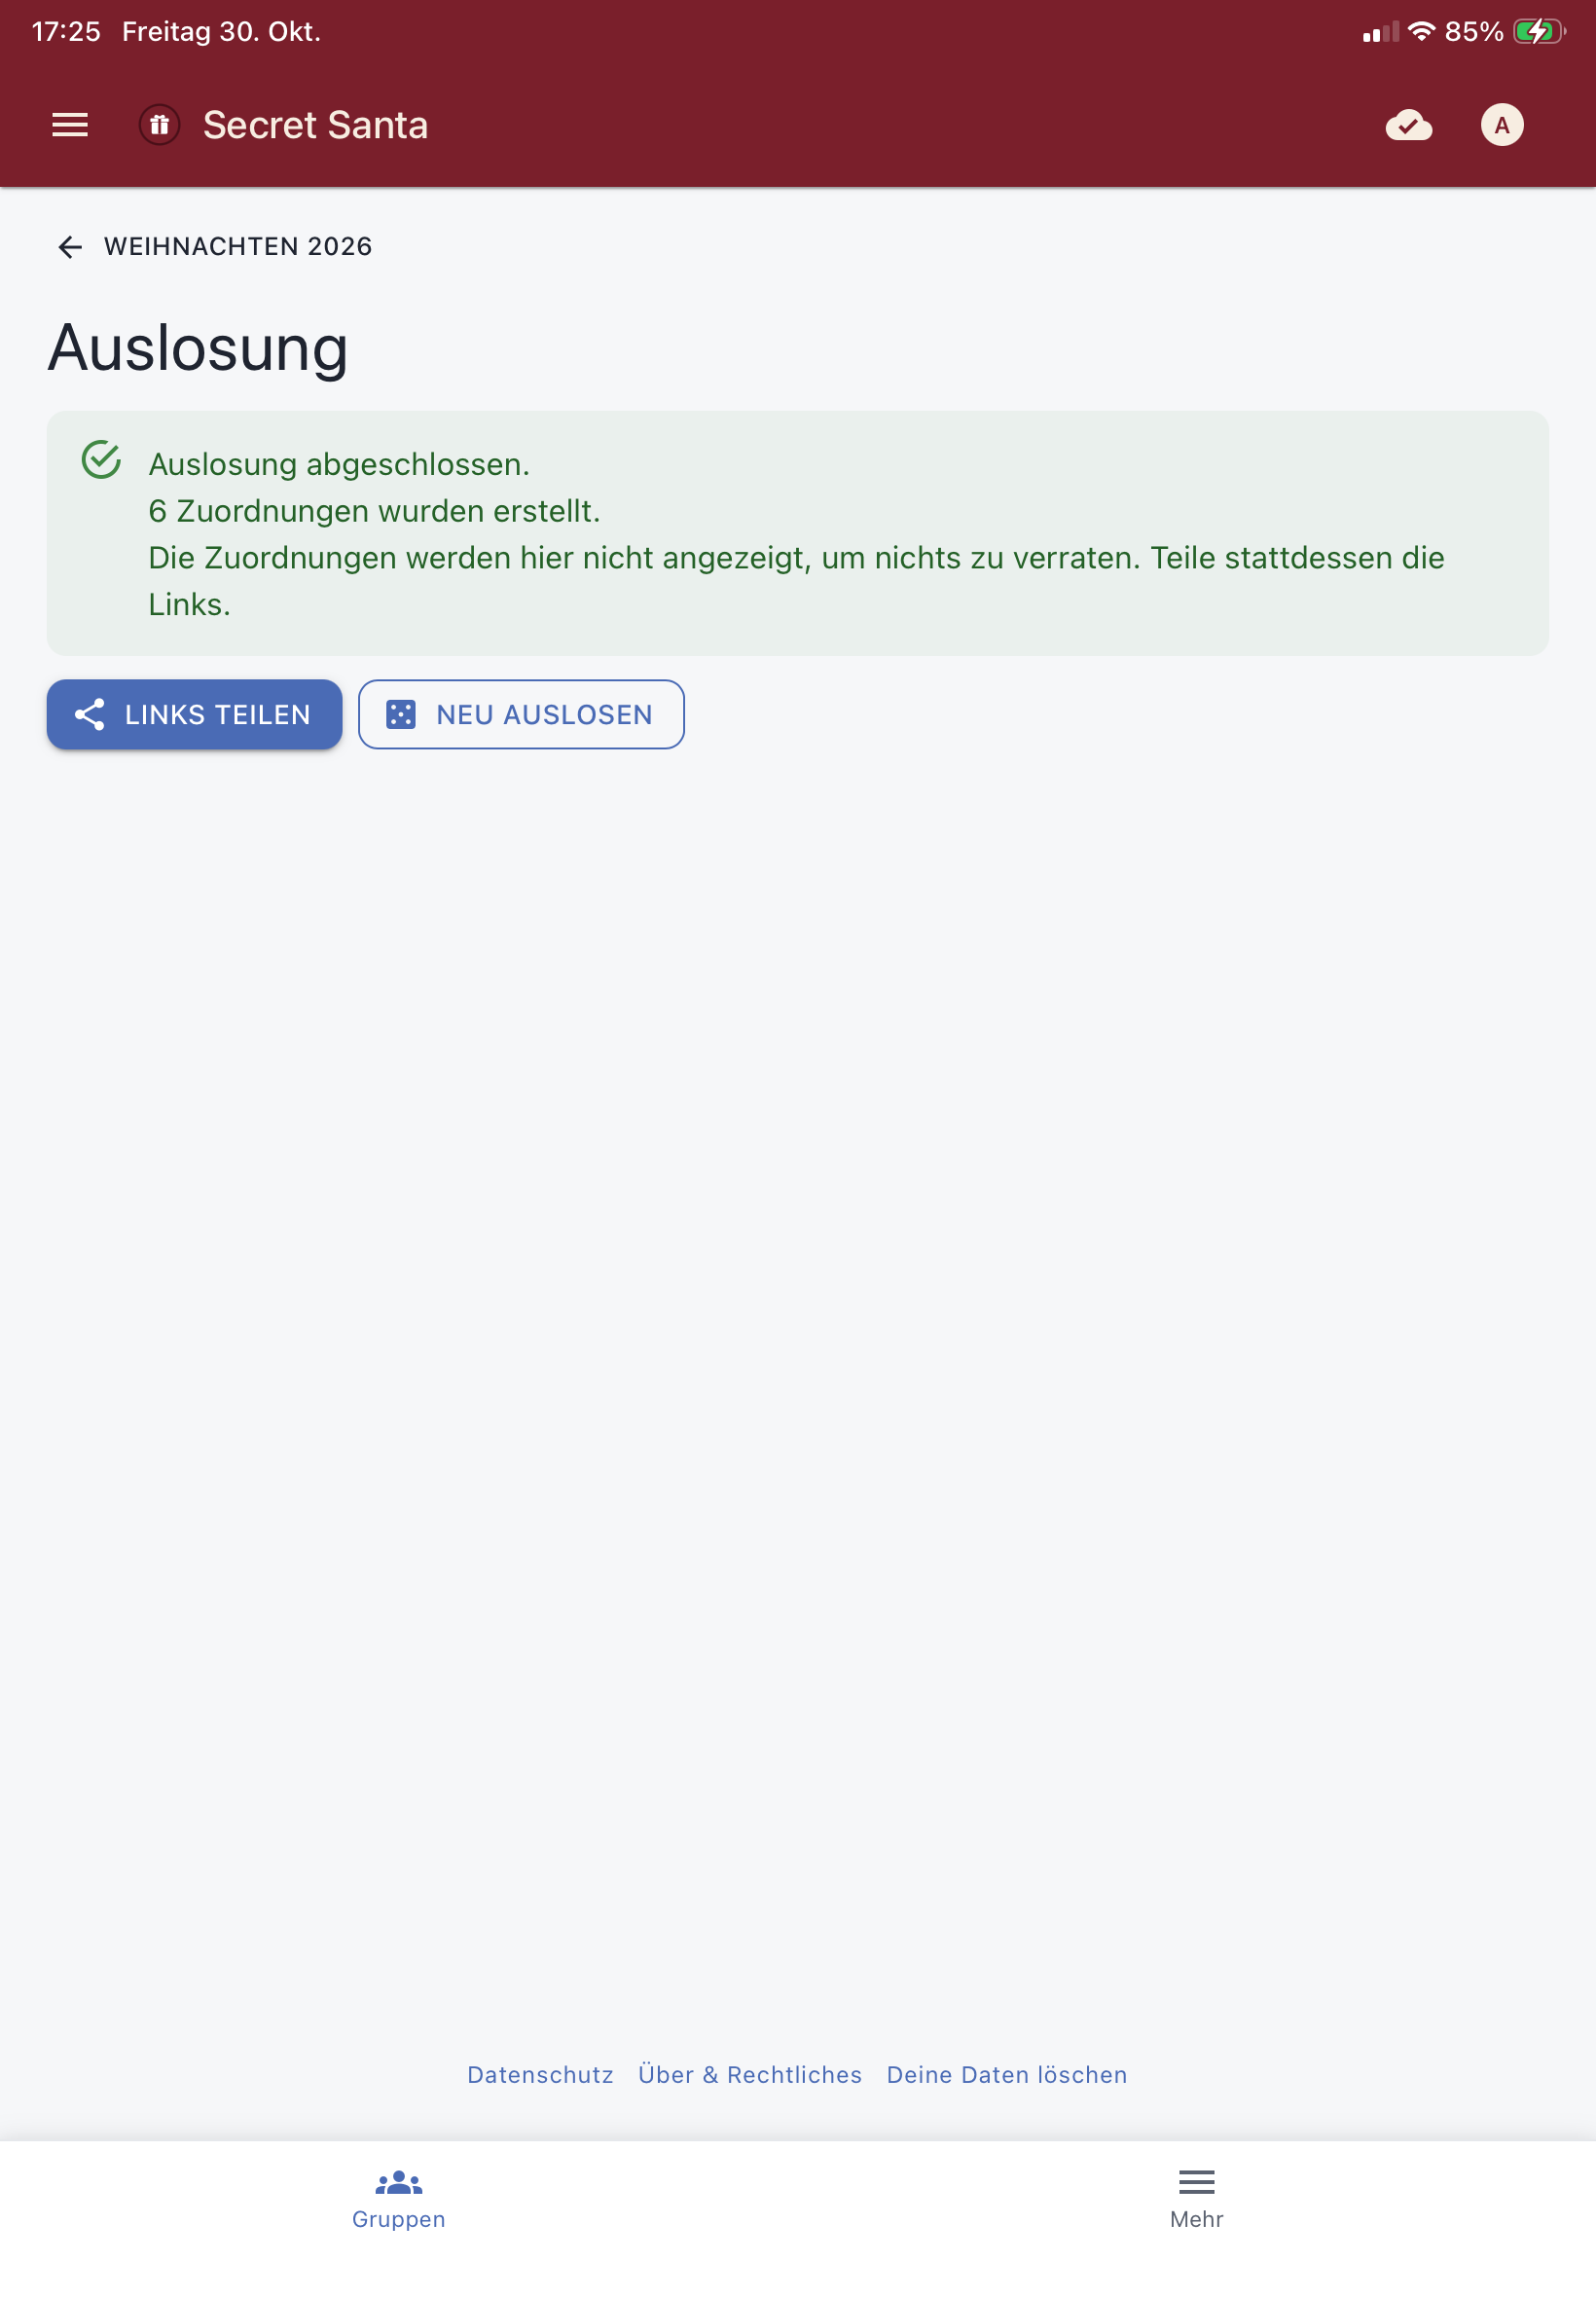 17:25 Freitag 30. Okt.
85%
Secret Santa
A
WEIHNACHTEN 2026
Auslosung
Auslosung abgeschlossen.
6 Zuordnungen wurden erstellt.
Die Zuordnungen werden hier nicht angezeigt, um nichts zu verraten. Teile stattdessen die
Links.
LINKS TEILEN
NEU AUSLOSEN
Datenschutz Über & Rechtliches Deine Daten löschen
Gruppen
Mehr